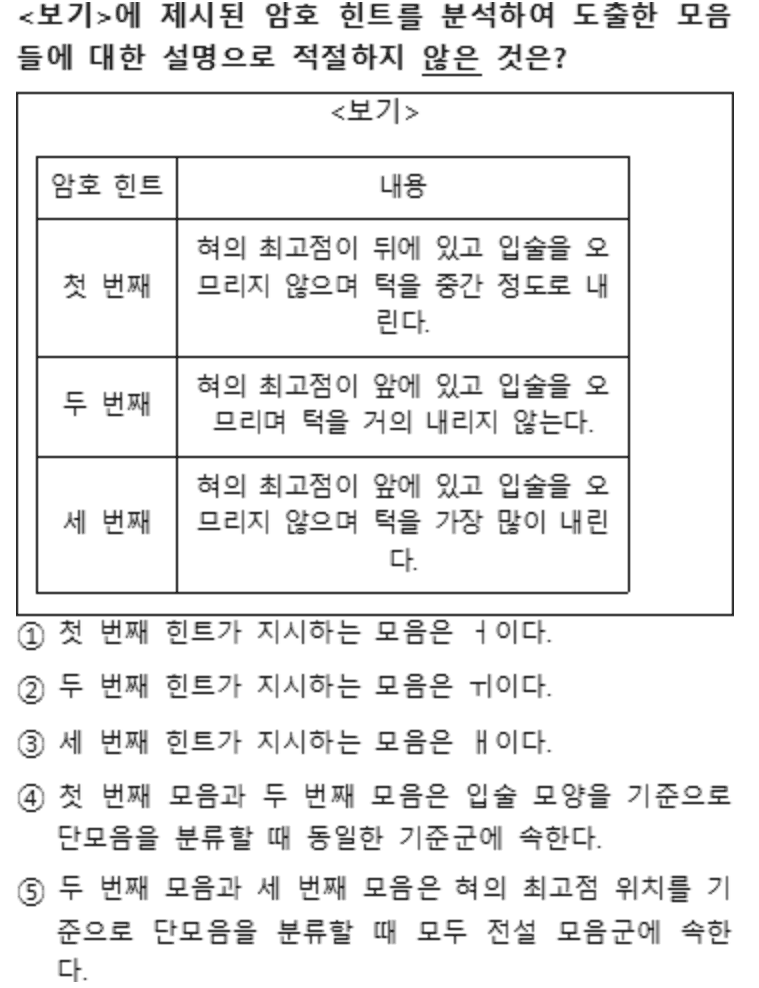 <보기>에 제시된 암호 힌트를 분석하여 도출한 모음
들에 대한 설명으로 적절하지 않은 것은?
<보기>
암호 힌트 내용
첫 번째
혀의 최고점이 뒤에 있고 입술을 오
므리지 않으며 턱을 중간 정도로 내
린다.
두 번째
혀의 최고점이 앞에 있고 입술을 오
므리며 턱을 거의 내리지 않는다.
세 번째
혀의 최고점이 앞에 있고 입술을 오
므리지 않으며 턱을 가장 많이 내린
다.
① 첫 번째 힌트가 지시하는 모음은 ㅓ이다.
② 두 번째 힌트가 지시하는 모음은 ㅟ이다.
③ 세 번째 힌트가 지시하는 모음은 ㅐ이다.
④ 첫 번째 모음과 두 번째 모음은 입술 모양을 기준으로
단모음을 분류할 때 동일한 기준군에 속한다.
⑤ 두 번째 모음과 세 번째 모음은 혀의 최고점 위치를 기
준으로 단모음을 분류할 때 모두 전설 모음군에 속한
다.